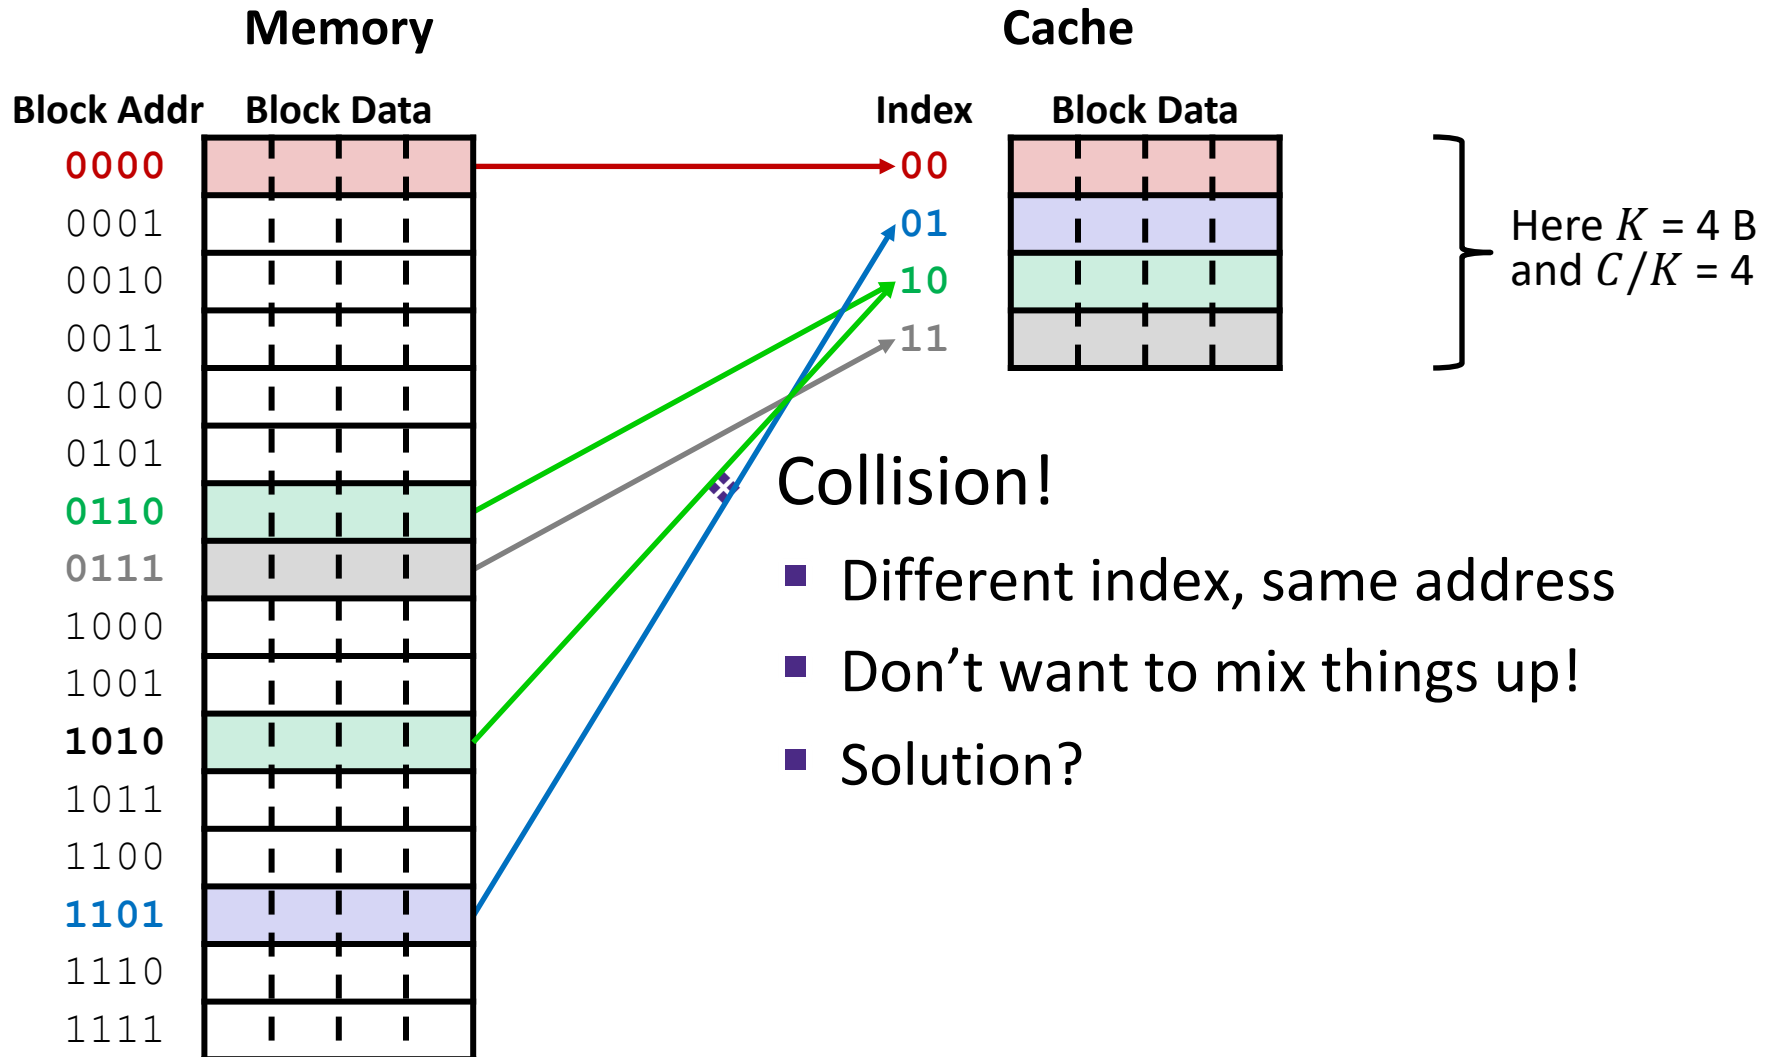 Memory
Cache
Block Addr Block Data
Index Block Data
0000
0001
0010
0011
0100
0101
0110
0111
1000
1001
1010
1011
1100
1101
1110
1111
00
01
10
11
Here K = 4 B
and C/K = 4
Collision!
Different index, same address
Don’t want to mix things up!
Solution?